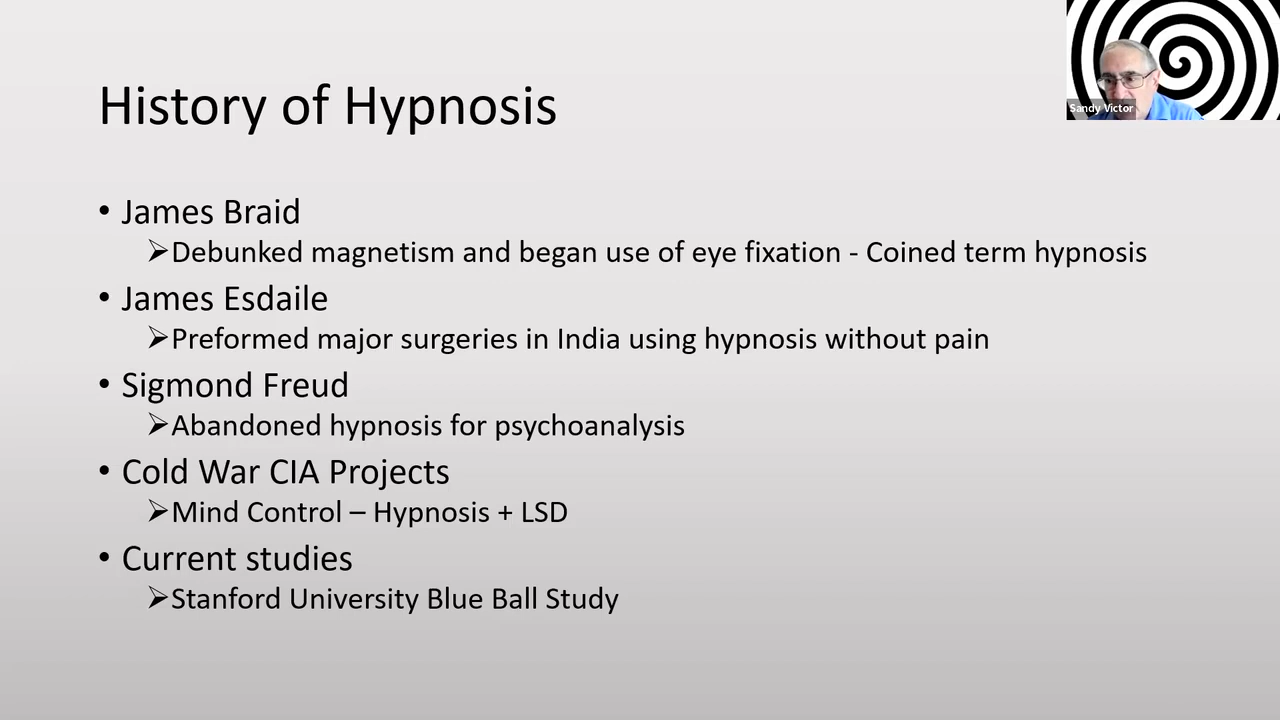 History of Hypnosis
Sandy Victor
• James Braid
➢Debunked magnetism and began use of eye fixation - Coined term hypnosis
• James Esdaile
➢Preformed major surgeries in India using hypnosis without pain
• Sigmond Freud
➢Abandoned hypnosis for psychoanalysis
• Cold War CIA Projects
➢Mind Control – Hypnosis + LSD
• Current studies
➢Stanford University Blue Ball Study